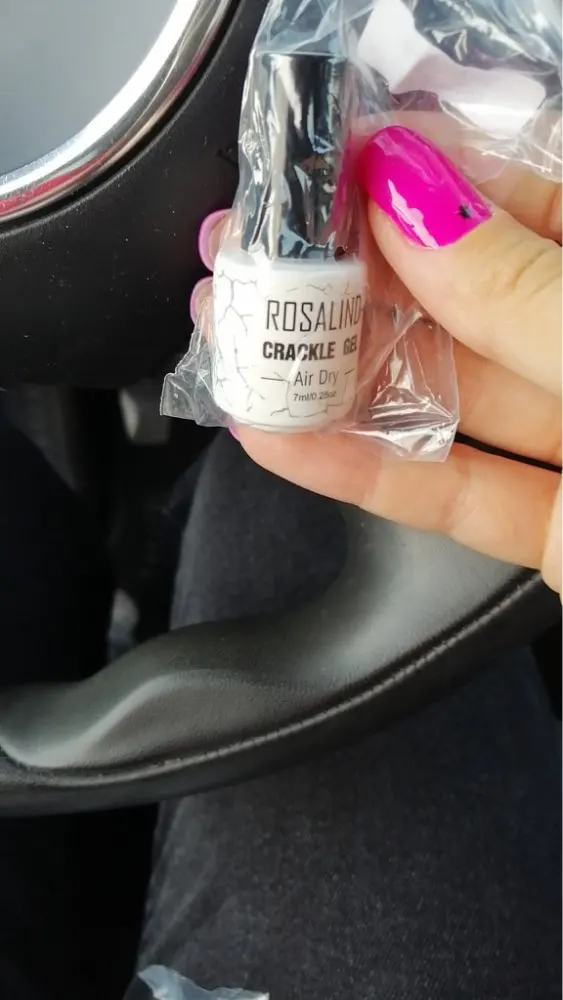 ROSALIND
CRACKLE GEL
Air Dry
7ml/0.25oz